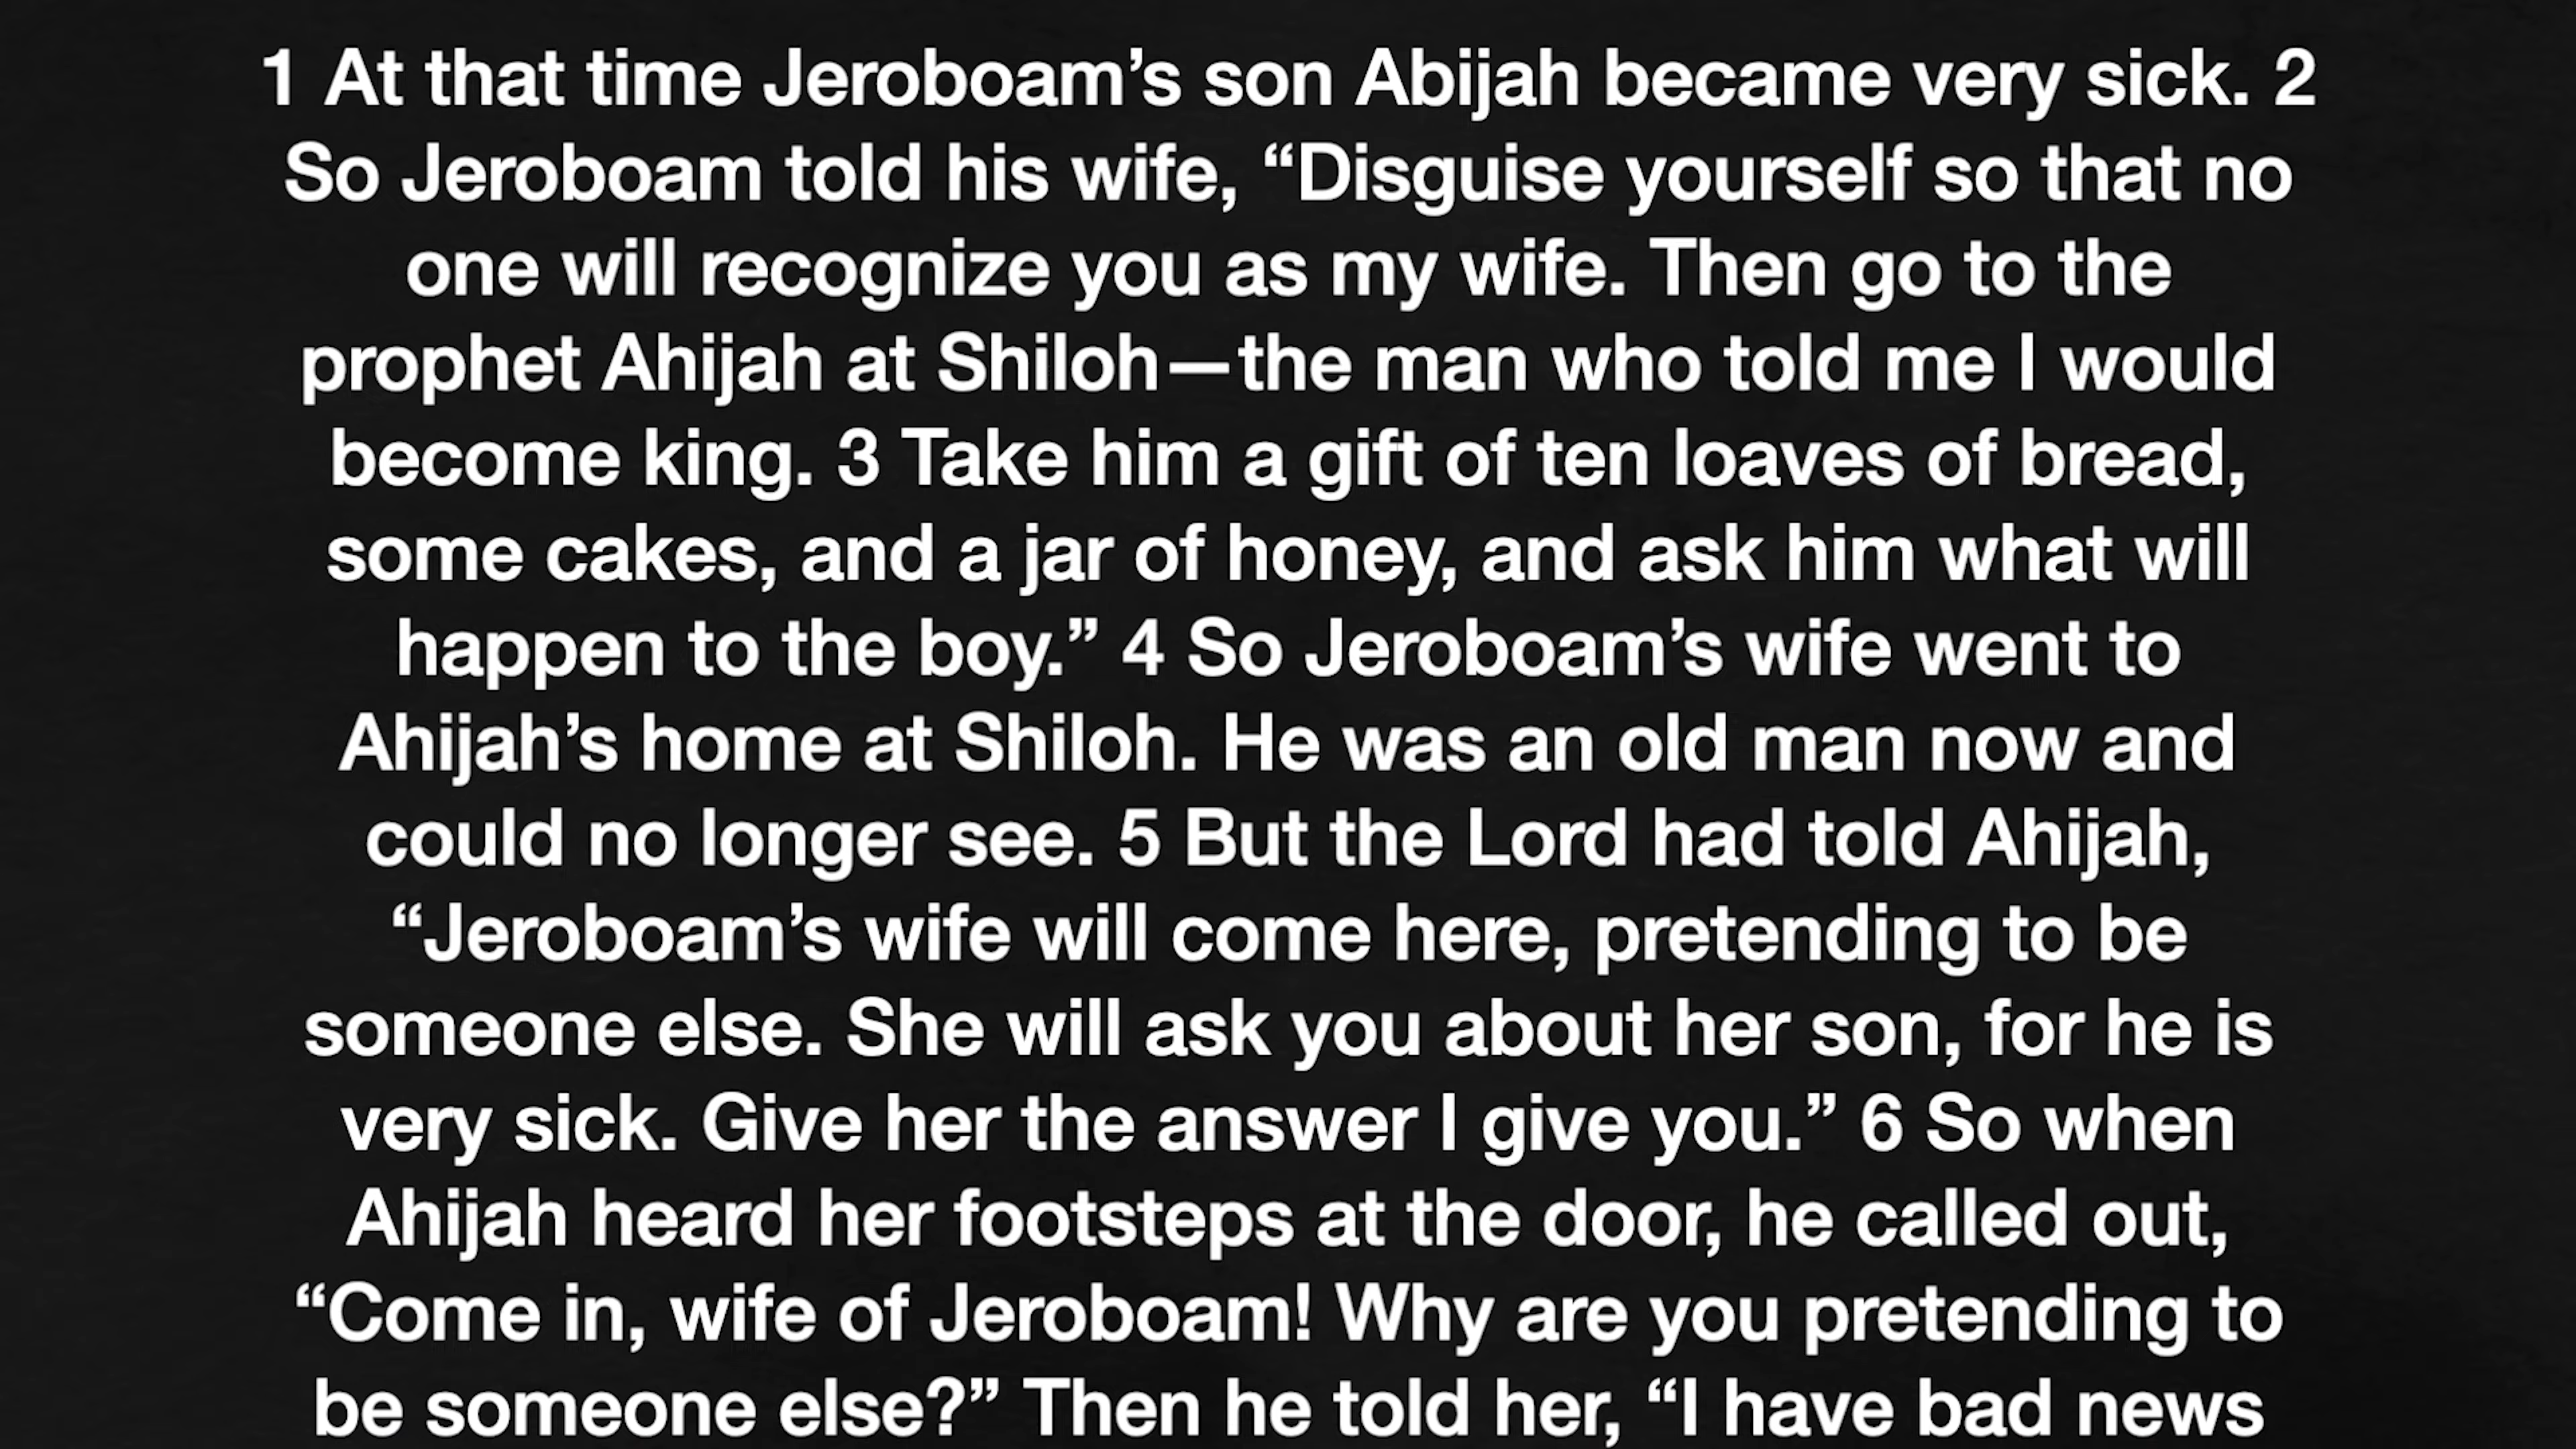 1 At that time Jeroboam’s son Abijah became very sick. 2
So Jeroboam told his wife, “Disguise yourself so that no
one will recognize you as my wife. Then go to the
prophet Ahijah at Shiloh—the man who told me I would
become king. 3 Take him a gift of ten loaves of bread,
some cakes, and a jar of honey, and ask him what will
happen to the boy.” 4 So Jeroboam’s wife went to
Ahijah’s home at Shiloh. He was an old man now and
could no longer see. 5 But the Lord had told Ahijah,
“Jeroboam’s wife will come here, pretending to be
someone else. She will ask you about her son, for he is
very sick. Give her the answer I give you.” 6 So when
Ahijah heard her footsteps at the door, he called out,
“Come in, wife of Jeroboam! Why are you pretending to
be someone else?” Then he told her, “I have bad news